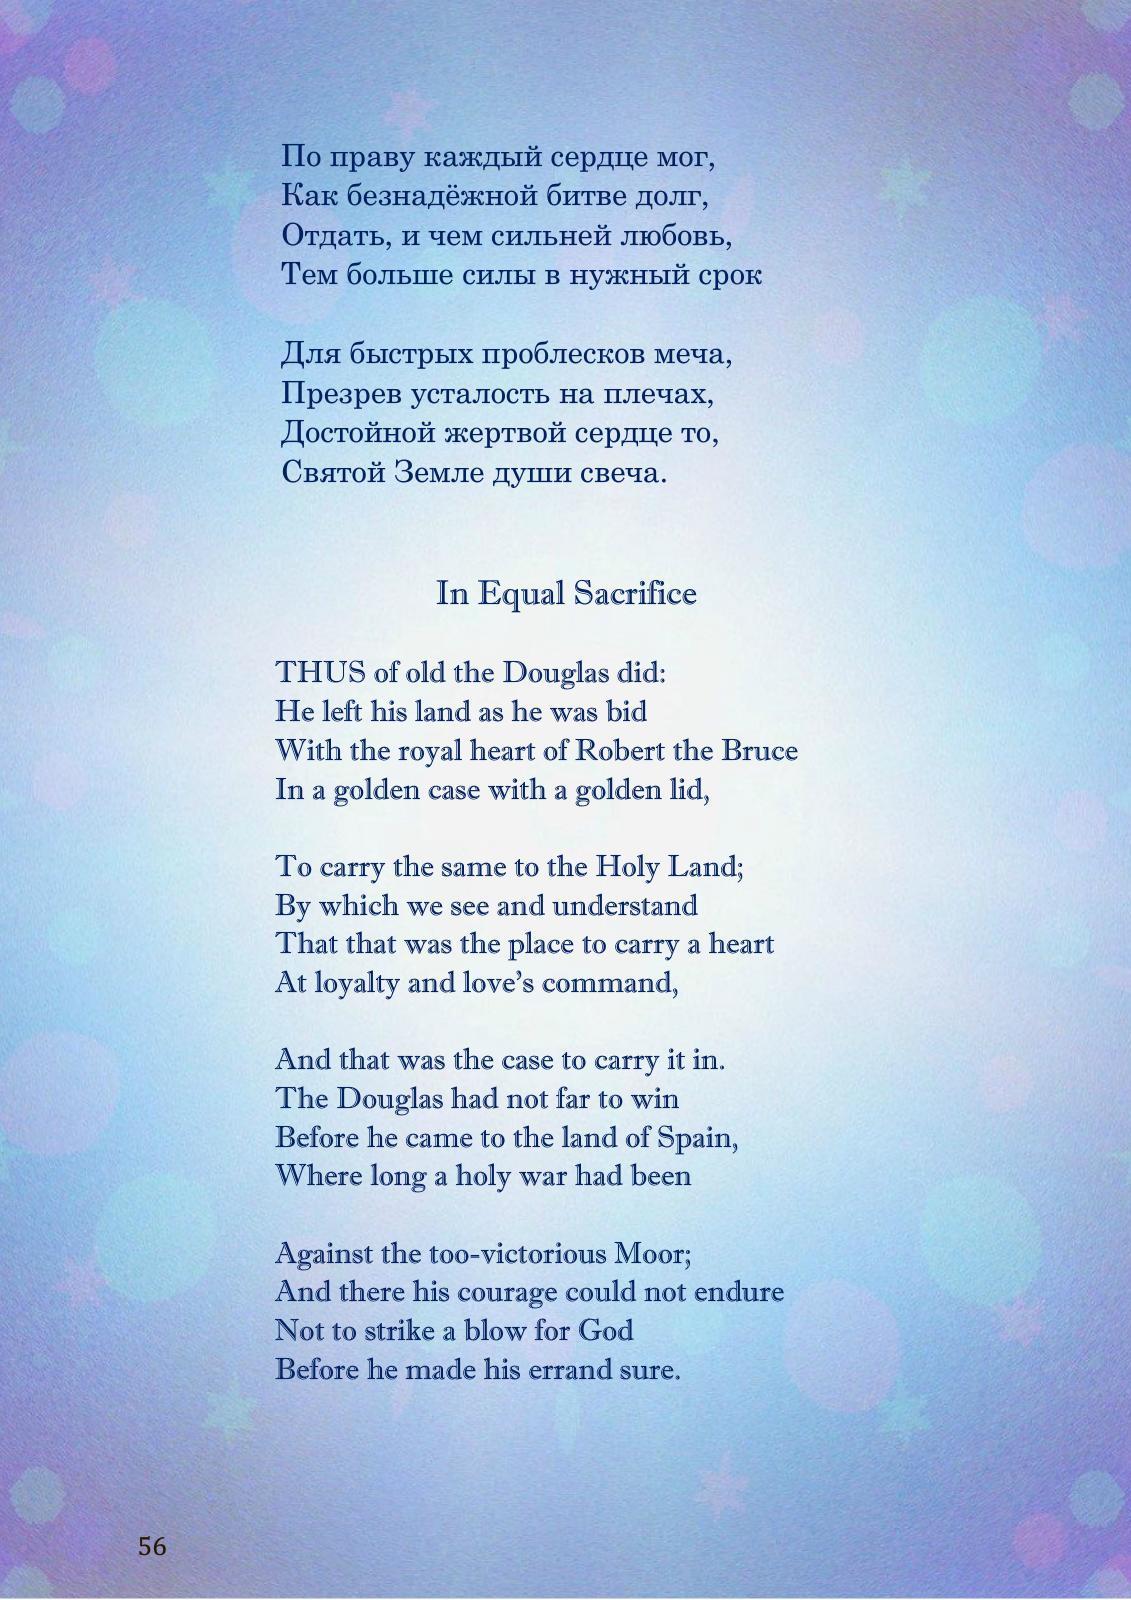 По праву каждый сердце мог,
Как безнадёжной битве долг,
Отдать, и чем сильней любовь,
Тем больше силы в нужный срок
Для быстрых проблесков меча,
Презрев усталость на плечах,
Достойной жертвой сердце то,
Святой Земле души свеча.
In Equal Sacrifice
THUS of old the Douglas did:
He left his land as he was bid
With the royal heart of Robert the Bruce
In a golden case with a golden lid,
To carry the same to the Holy Land;
By which we see and understand
That that was the place to carry a heart
At loyalty and love’s command,
And that was the case to carry it in.
The Douglas had not far to win
Before he came to the land of Spain,
Where long a holy war had been
Against the too-victorious Moor;
And there his courage could not endure
Not to strike a blow for God
Before he made his errand sure.
56